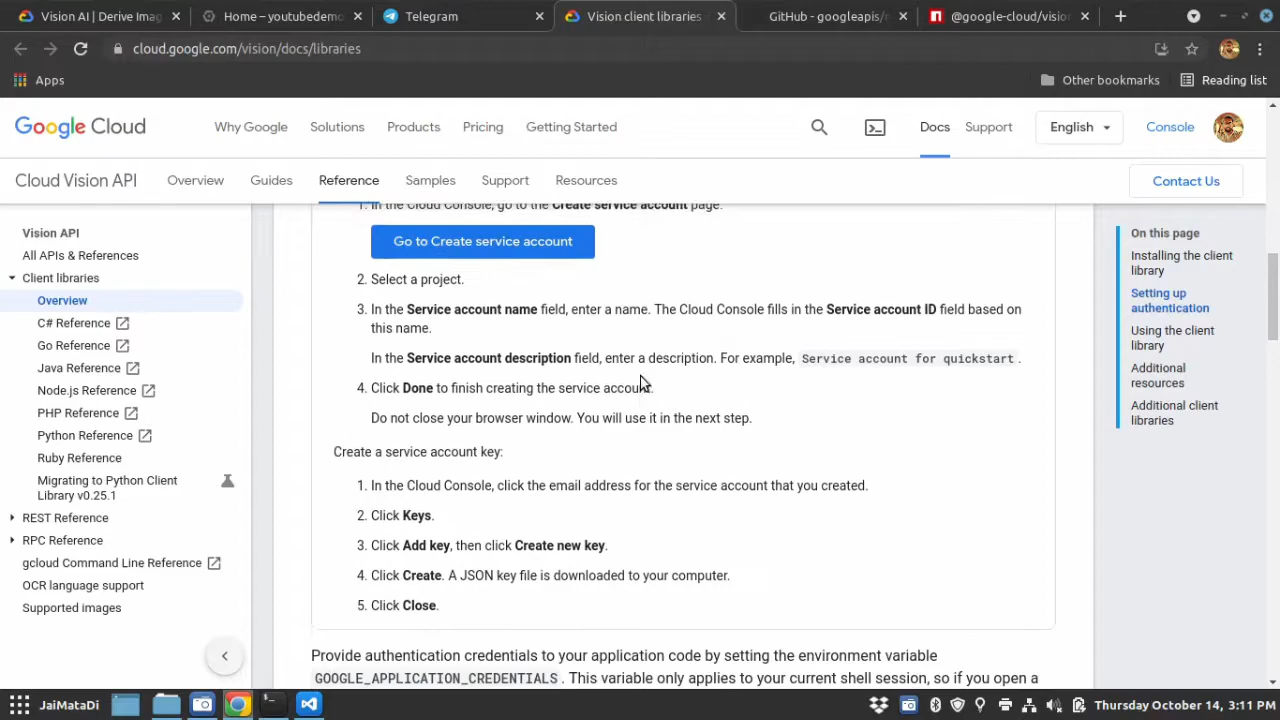 Vision AI | Derive Imag
Home – youtubedemo
Telegram
Vision client libraries
GitHub - googleapis/n
@google-cloud/vision
cloud.google.com/vision/docs/libraries
Apps
Other bookmarks
Reading list
Google Cloud
Why Google
Solutions
Products
Pricing
Getting Started
Docs
Support
English
Console
Cloud Vision API
Overview
Guides
Reference
Samples
Support
Resources
Contact Us
Vision API
All APIs & References
Client libraries
Overview
C# Reference
Go Reference
Java Reference
Node.js Reference
PHP Reference
Python Reference
Ruby Reference
Migrating to Python Client
Library v0.25.1
REST Reference
RPC Reference
gcloud Command Line Reference
OCR language support
Supported images
1. In the Cloud Console, go to the Create service account page.
Go to Create service account
2. Select a project.
3. In the Service account name field, enter a name. The Cloud Console fills in the Service account ID field based on
this name.
In the Service account description field, enter a description. For example, Service account for quickstart.
4. Click Done to finish creating the service account.
Do not close your browser window. You will use it in the next step.
Create a service account key:
1. In the Cloud Console, click the email address for the service account that you created.
2. Click Keys.
3. Click Add key, then click Create new key.
4. Click Create. A JSON key file is downloaded to your computer.
5. Click Close.
Provide authentication credentials to your application code by setting the environment variable
GOOGLE_APPLICATION_CREDENTIALS. This variable only applies to your current shell session, so if you open a
On this page
Installing the client
library
Setting up
authentication
Using the client
library
Additional
resources
Additional client
libraries
JaiMataDi
Thursday October 14, 3:11 PM